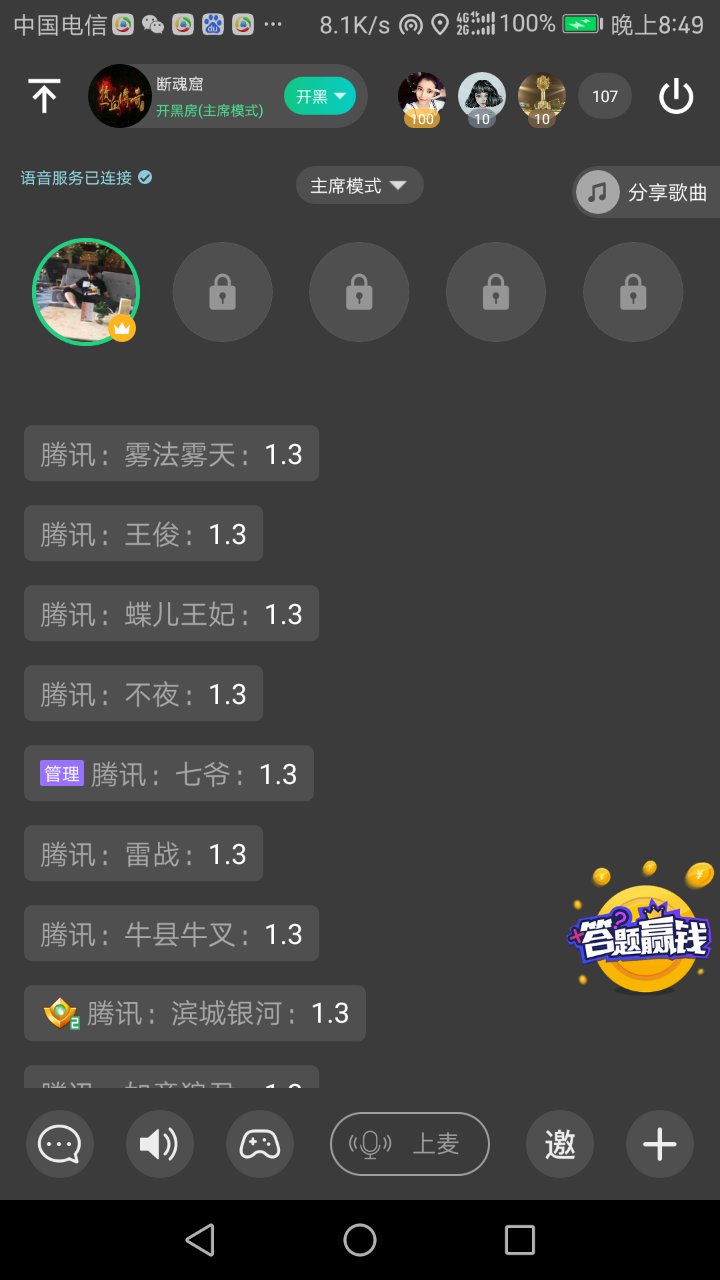 中国电信 ··· 8.1K/s 4G 2G 100% 晚上8:49
断魂窟
开黑房(主席模式)
开黑
100
10
10
107
语音服务已连接
主席模式
分享歌曲
腾讯：雾法雾天：1.3
腾讯：王俊：1.3
腾讯：蝶儿王妃：1.3
腾讯：不夜：1.3
管理 腾讯：七爷：1.3
腾讯：雷战：1.3
腾讯：牛县牛叉：1.3
答题赢钱
2 腾讯：滨城银河：1.3
上麦
邀